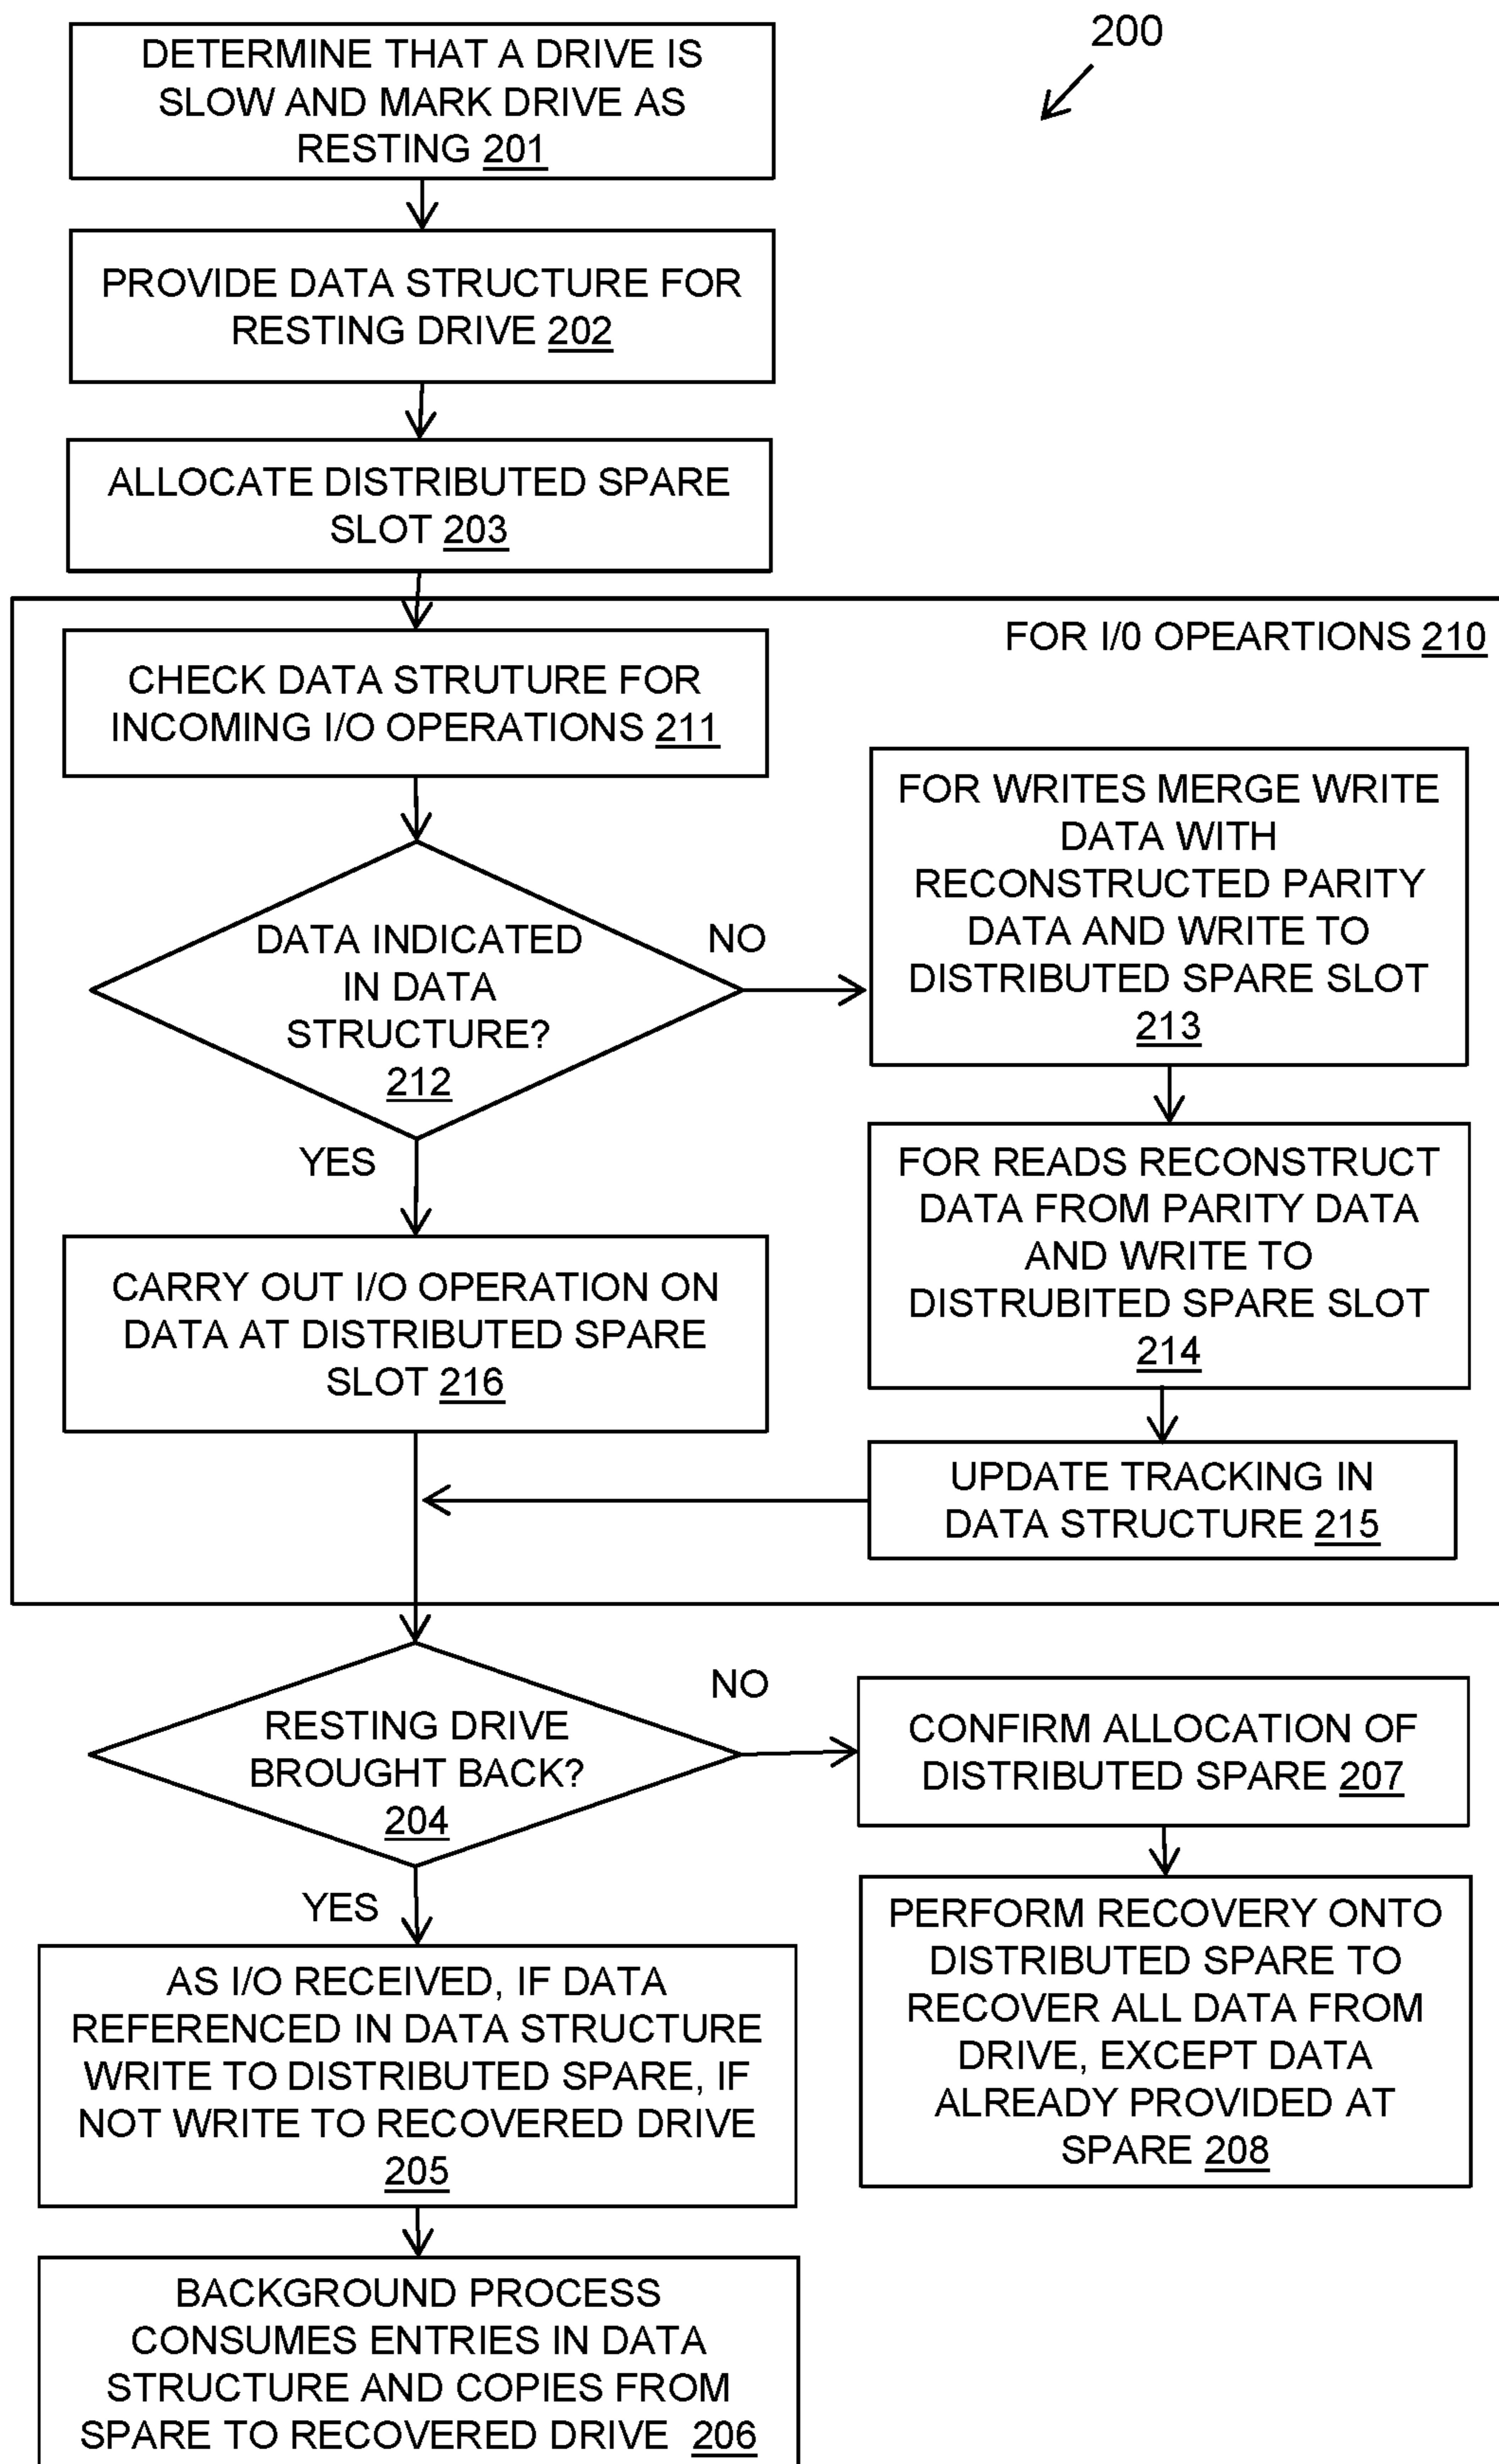 200
DETERMINE THAT A DRIVE IS
SLOW AND MARK DRIVE AS
RESTING 201
PROVIDE DATA STRUCTURE FOR
RESTING DRIVE 202
ALLOCATE DISTRIBUTED SPARE
SLOT 203
FOR I/0 OPEARTIONS 210
CHECK DATA STRUTURE FOR
INCOMING I/O OPERATIONS 211
DATA INDICATED
IN DATA
STRUCTURE?
212
NO
YES
FOR WRITES MERGE WRITE
DATA WITH
RECONSTRUCTED PARITY
DATA AND WRITE TO
DISTRIBUTED SPARE SLOT
213
FOR READS RECONSTRUCT
DATA FROM PARITY DATA
AND WRITE TO
DISTRUBITED SPARE SLOT
214
CARRY OUT I/O OPERATION ON
DATA AT DISTRIBUTED SPARE
SLOT 216
UPDATE TRACKING IN
DATA STRUCTURE 215
RESTING DRIVE
BROUGHT BACK?
204
NO
YES
CONFIRM ALLOCATION OF
DISTRIBUTED SPARE 207
PERFORM RECOVERY ONTO
DISTRIBUTED SPARE TO
RECOVER ALL DATA FROM
DRIVE, EXCEPT DATA
ALREADY PROVIDED AT
SPARE 208
AS I/O RECEIVED, IF DATA
REFERENCED IN DATA STRUCTURE
WRITE TO DISTRIBUTED SPARE, IF
NOT WRITE TO RECOVERED DRIVE
205
BACKGROUND PROCESS
CONSUMES ENTRIES IN DATA
STRUCTURE AND COPIES FROM
SPARE TO RECOVERED DRIVE 206